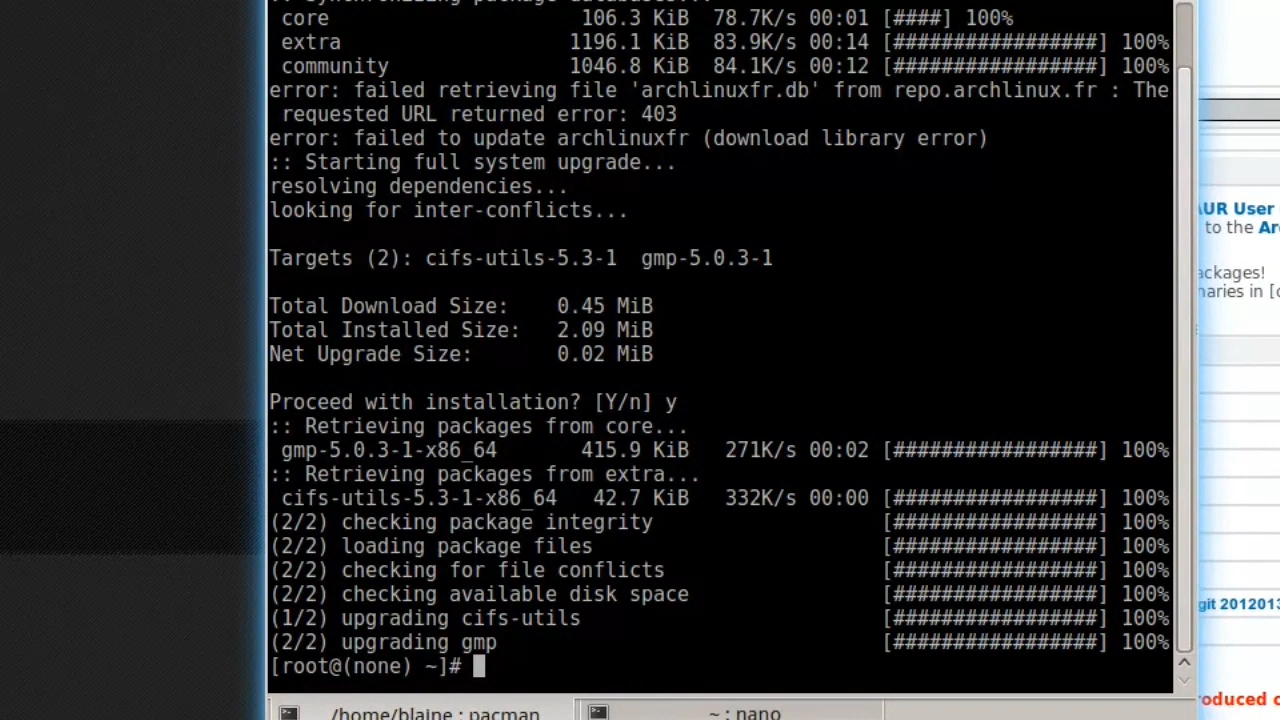 :: Synchronizing package databases...
core 106.3 KiB 78.7K/s 00:01 [####] 100%
extra 1196.1 KiB 83.9K/s 00:14 [#################] 100%
community 1046.8 KiB 84.1K/s 00:12 [#################] 100%
error: failed retrieving file 'archlinuxfr.db' from repo.archlinux.fr : The
requested URL returned error: 403
error: failed to update archlinuxfr (download library error)
:: Starting full system upgrade...
resolving dependencies...
looking for inter-conflicts...
Targets (2): cifs-utils-5.3-1 gmp-5.0.3-1
Total Download Size: 0.45 MiB
Total Installed Size: 2.09 MiB
Net Upgrade Size: 0.02 MiB
Proceed with installation? [Y/n] y
:: Retrieving packages from core...
gmp-5.0.3-1-x86_64 415.9 KiB 271K/s 00:02 [#################] 100%
:: Retrieving packages from extra...
cifs-utils-5.3-1-x86_64 42.7 KiB 332K/s 00:00 [#################] 100%
(2/2) checking package integrity [#################] 100%
(2/2) loading package files [#################] 100%
(2/2) checking for file conflicts [#################] 100%
(2/2) checking available disk space [#################] 100%
(1/2) upgrading cifs-utils [#################] 100%
(2/2) upgrading gmp [#################] 100%
[root@(none) ~]#
/home/blaine : pacman
~ : nano
AUR User
to the Ar
ackages!
naries in [
git 2012013
oduced